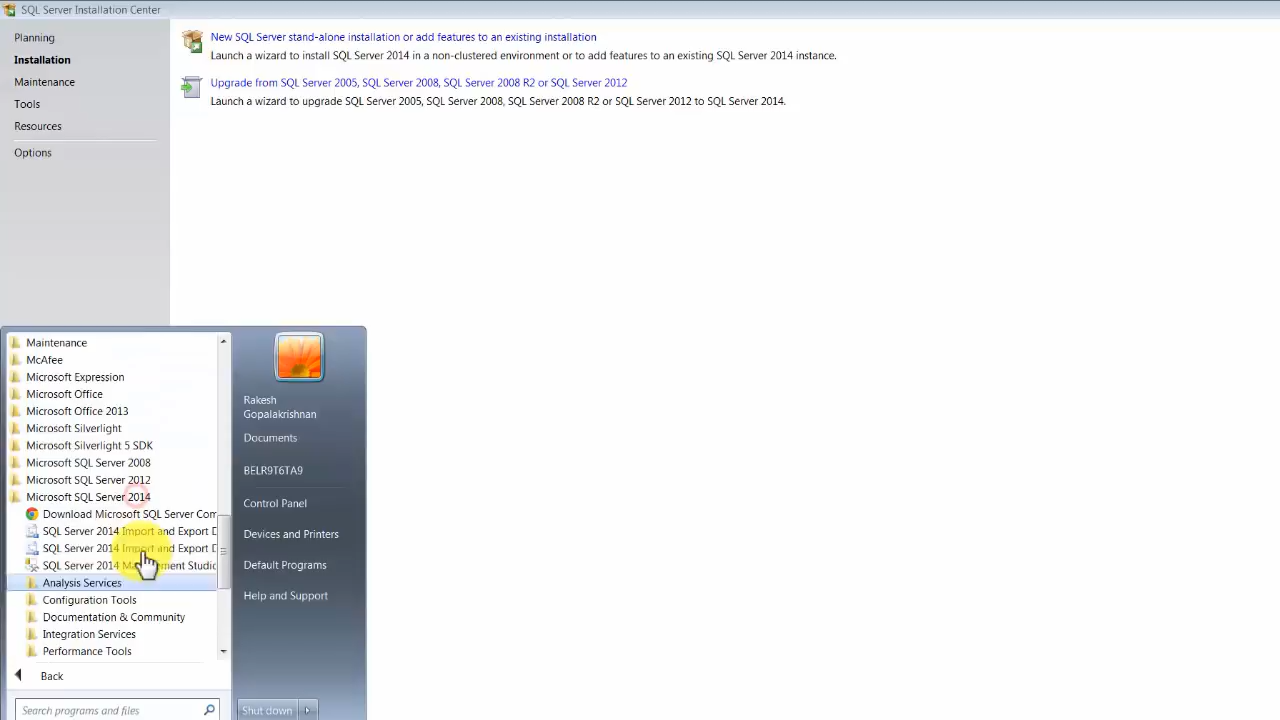 SQL Server Installation Center
Planning
Installation
Maintenance
Tools
Resources
Options
New SQL Server stand-alone installation or add features to an existing installation
Launch a wizard to install SQL Server 2014 in a non-clustered environment or to add features to an existing SQL Server 2014 instance.
Upgrade from SQL Server 2005, SQL Server 2008, SQL Server 2008 R2 or SQL Server 2012
Launch a wizard to upgrade SQL Server 2005, SQL Server 2008, SQL Server 2008 R2 or SQL Server 2012 to SQL Server 2014.
Maintenance
McAfee
Microsoft Expression
Microsoft Office
Microsoft Office 2013
Microsoft Silverlight
Microsoft Silverlight 5 SDK
Microsoft SQL Server 2008
Microsoft SQL Server 2012
Microsoft SQL Server 2014
Download Microsoft SQL Server Com
SQL Server 2014 Import and Export D
SQL Server 2014 Import and Export D
SQL Server 2014 Management Studio
Analysis Services
Configuration Tools
Documentation & Community
Integration Services
Performance Tools
Back
Search programs and files
Rakesh
Gopalakrishnan
Documents
BELR9T6TA9
Control Panel
Devices and Printers
Default Programs
Help and Support
Shut down